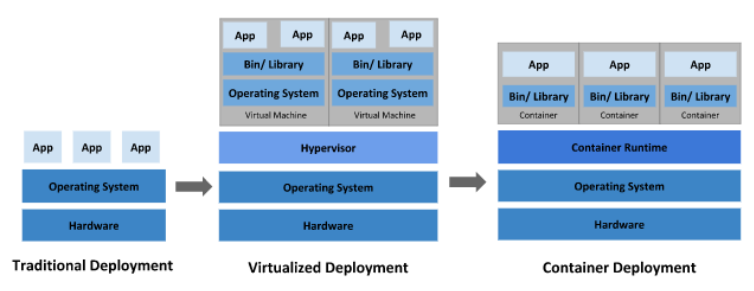 App
App
App
Operating System
Hardware
Traditional Deployment
App
App
App
App
Bin/ Library
Bin/ Library
Operating System
Operating System
Virtual Machine
Virtual Machine
Hypervisor
Operating System
Hardware
Virtualized Deployment
App
App
App
Bin/ Library
Bin/ Library
Bin/ Library
Container
Container
Container
Container Runtime
Operating System
Hardware
Container Deployment